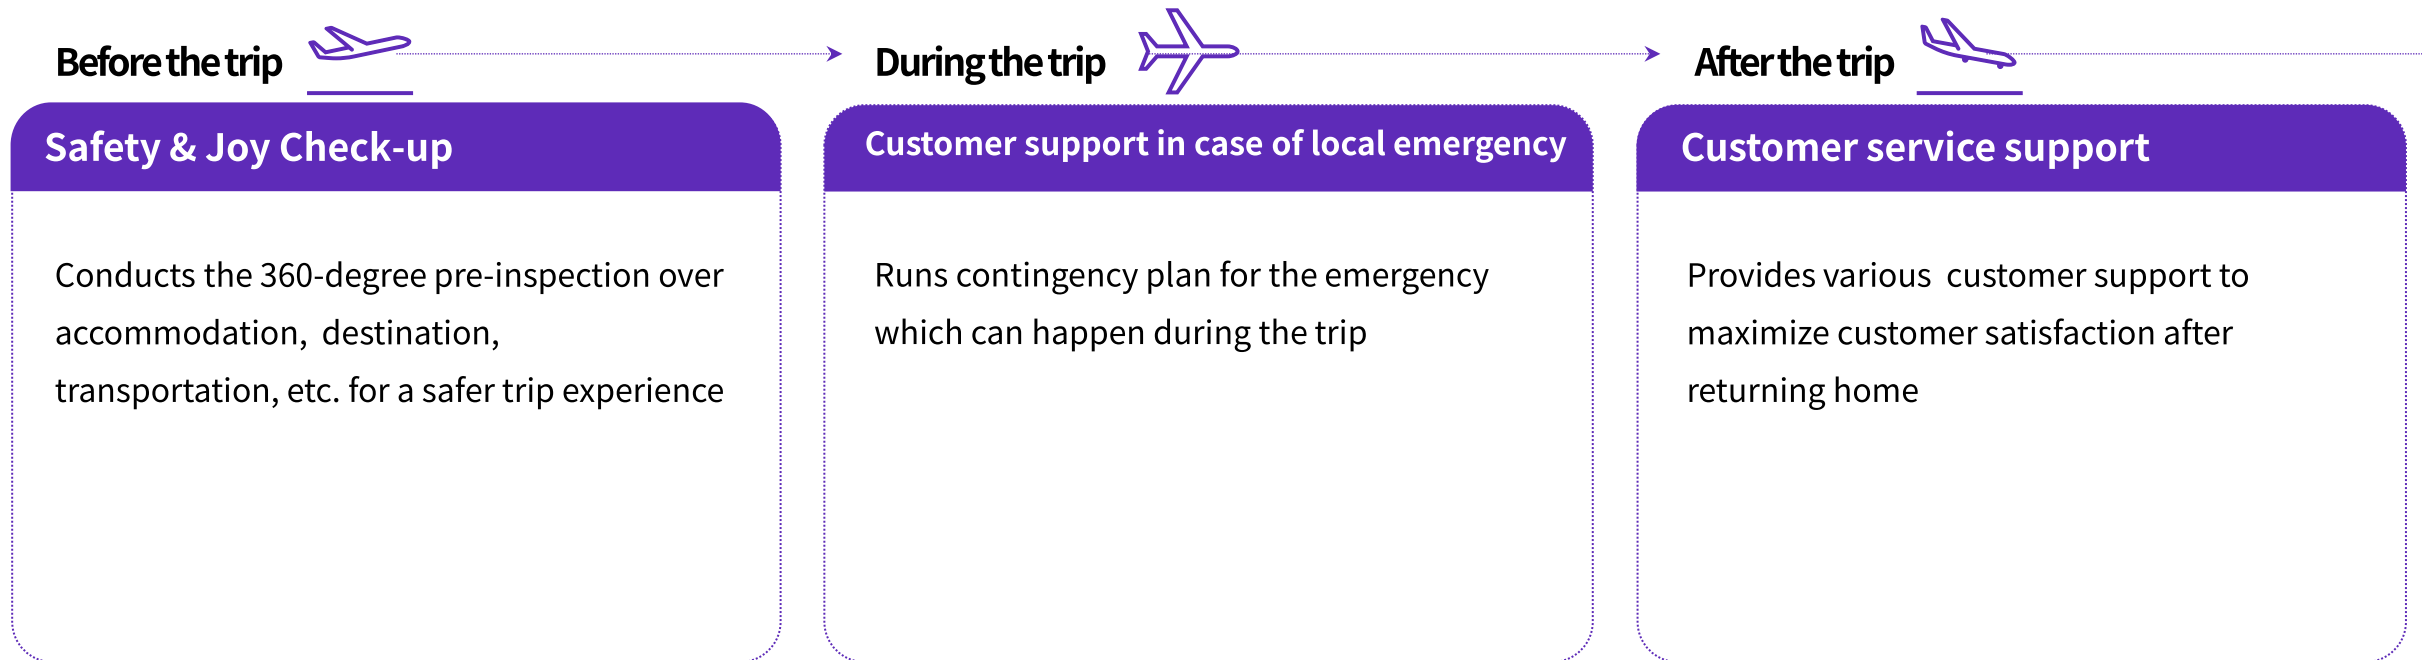 Before the trip
Safety & Joy Check-up
Conducts the 360-degree pre-inspection over
accommodation,  destination,
transportation, etc. for a safer trip experience
During the trip
Customer support in case of local emergency
Runs contingency plan for the emergency
which can happen during the trip
After the trip
Customer service support
Provides various  customer support to
maximize customer satisfaction after
returning home